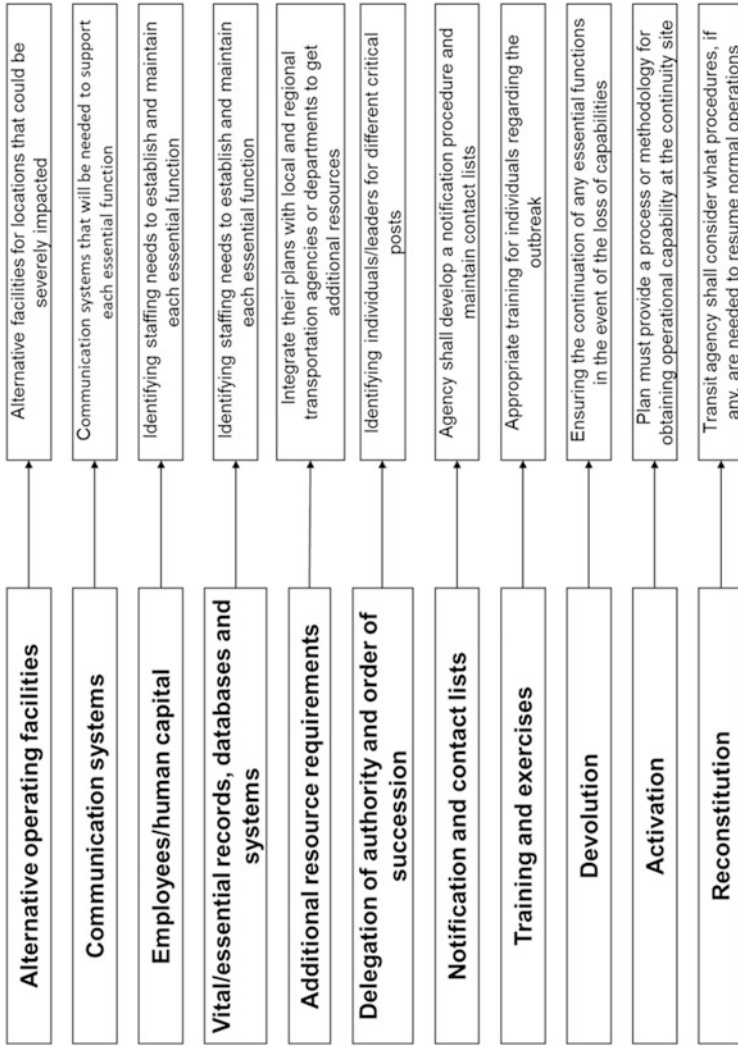 Alternative operating facilities
Alternative facilities for locations that could be
severely impacted
Communication systems
Communication systems that will be needed to support
each essential function
Employees/human capital
Identifying staffing needs to establish and maintain
each essential function
Vital/essential records, databases and
systems
Identifying staffing needs to establish and maintain
each essential function
Additional resource requirements
Integrate their plans with local and regional
transportation agencies or departments to get
additional resources
Delegation of authority and order of
succession
Identifying individuals/leaders for different critical
posts
Notification and contact lists
Agency shall develop a notification procedure and
maintain contact lists
Training and exercises
Appropriate training for individuals regarding the
outbreak
Devolution
Ensuring the continuation of any essential functions
in the event of the loss of capabilities
Activation
Plan must provide a process or methodology for
obtaining operational capability at the continuity site
Reconstitution
Transit agency shall consider what procedures, if
any, are needed to resume normal operations